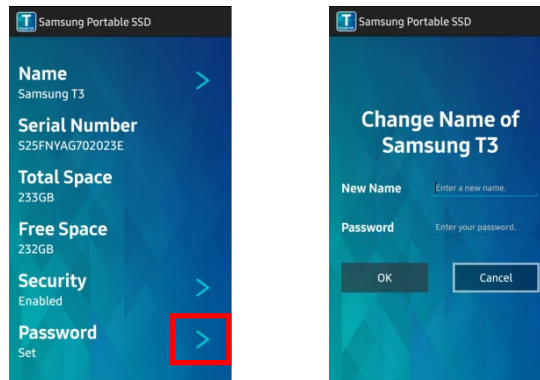 Samsung Portable SSD
Name
Samsung T3
Serial Number
S25FNYAG702023E
Total Space
233GB
Free Space
232GB
Security
Enabled
Password
Set
Samsung Portable SSD
Change Name of
Samsung T3
New Name Enter a new name.
Password Enter your password.
OK Cancel